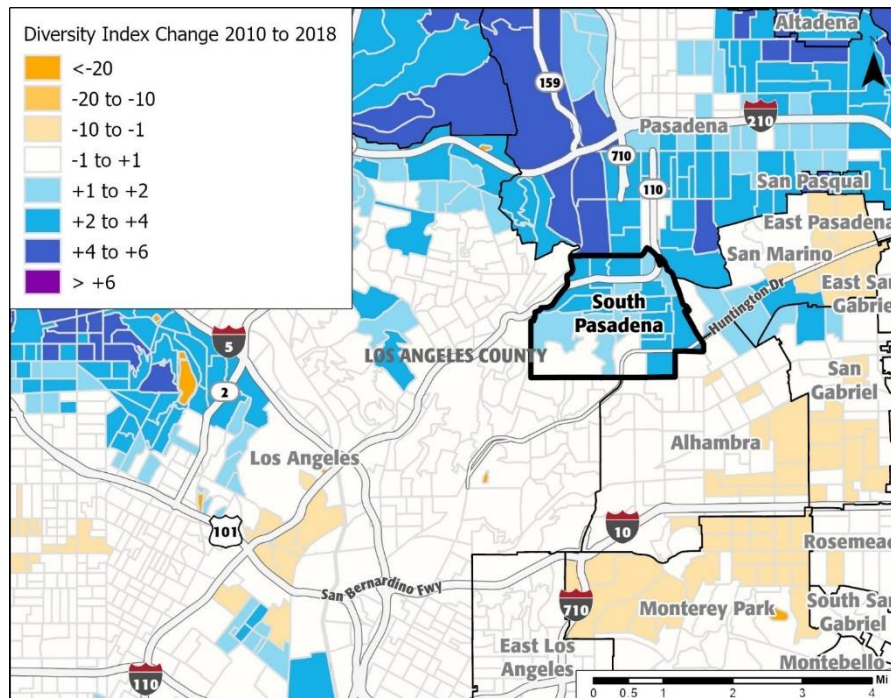 Diversity Index Change 2010 to 2018
<-20
-20 to -10
-10 to -1
-1 to +1
+1 to +2
+2 to +4
+4 to +6
> +6
Altadena
159
Pasadena
210
710
110
San Pasqual
East Pasadena
San Marino
East San
Gabriel
Huntington Dr
South
Pasadena
5
LOS ANGELES COUNTY
2
San
Gabriel
Los Angeles
Alhambra
101
10
Rosemead
San Bernardino Fwy
710
Monterey Park
South San
Gabriel
East Los
Angeles
Montebello
110
0 0.5 1 2 3 4